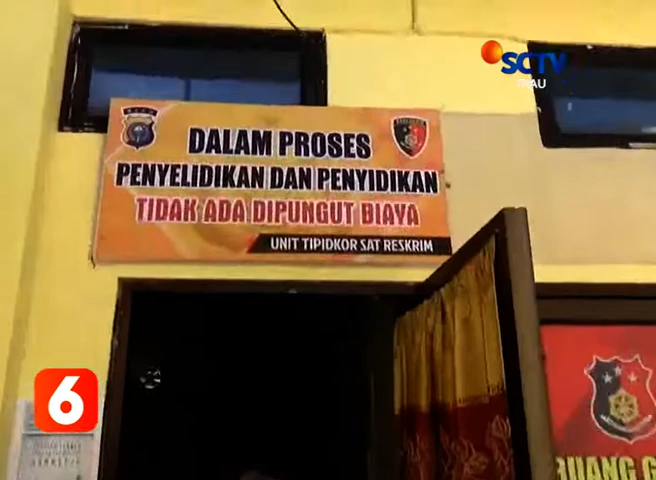 SCTV
RIAU
DALAM PROSES
PENYELIDIKAN DAN PENYIDIKAN
TIDAK ADA DIPUNGUT BIAYA
UNIT TIPIDKOR SAT RESKRIM
6
RUANG G